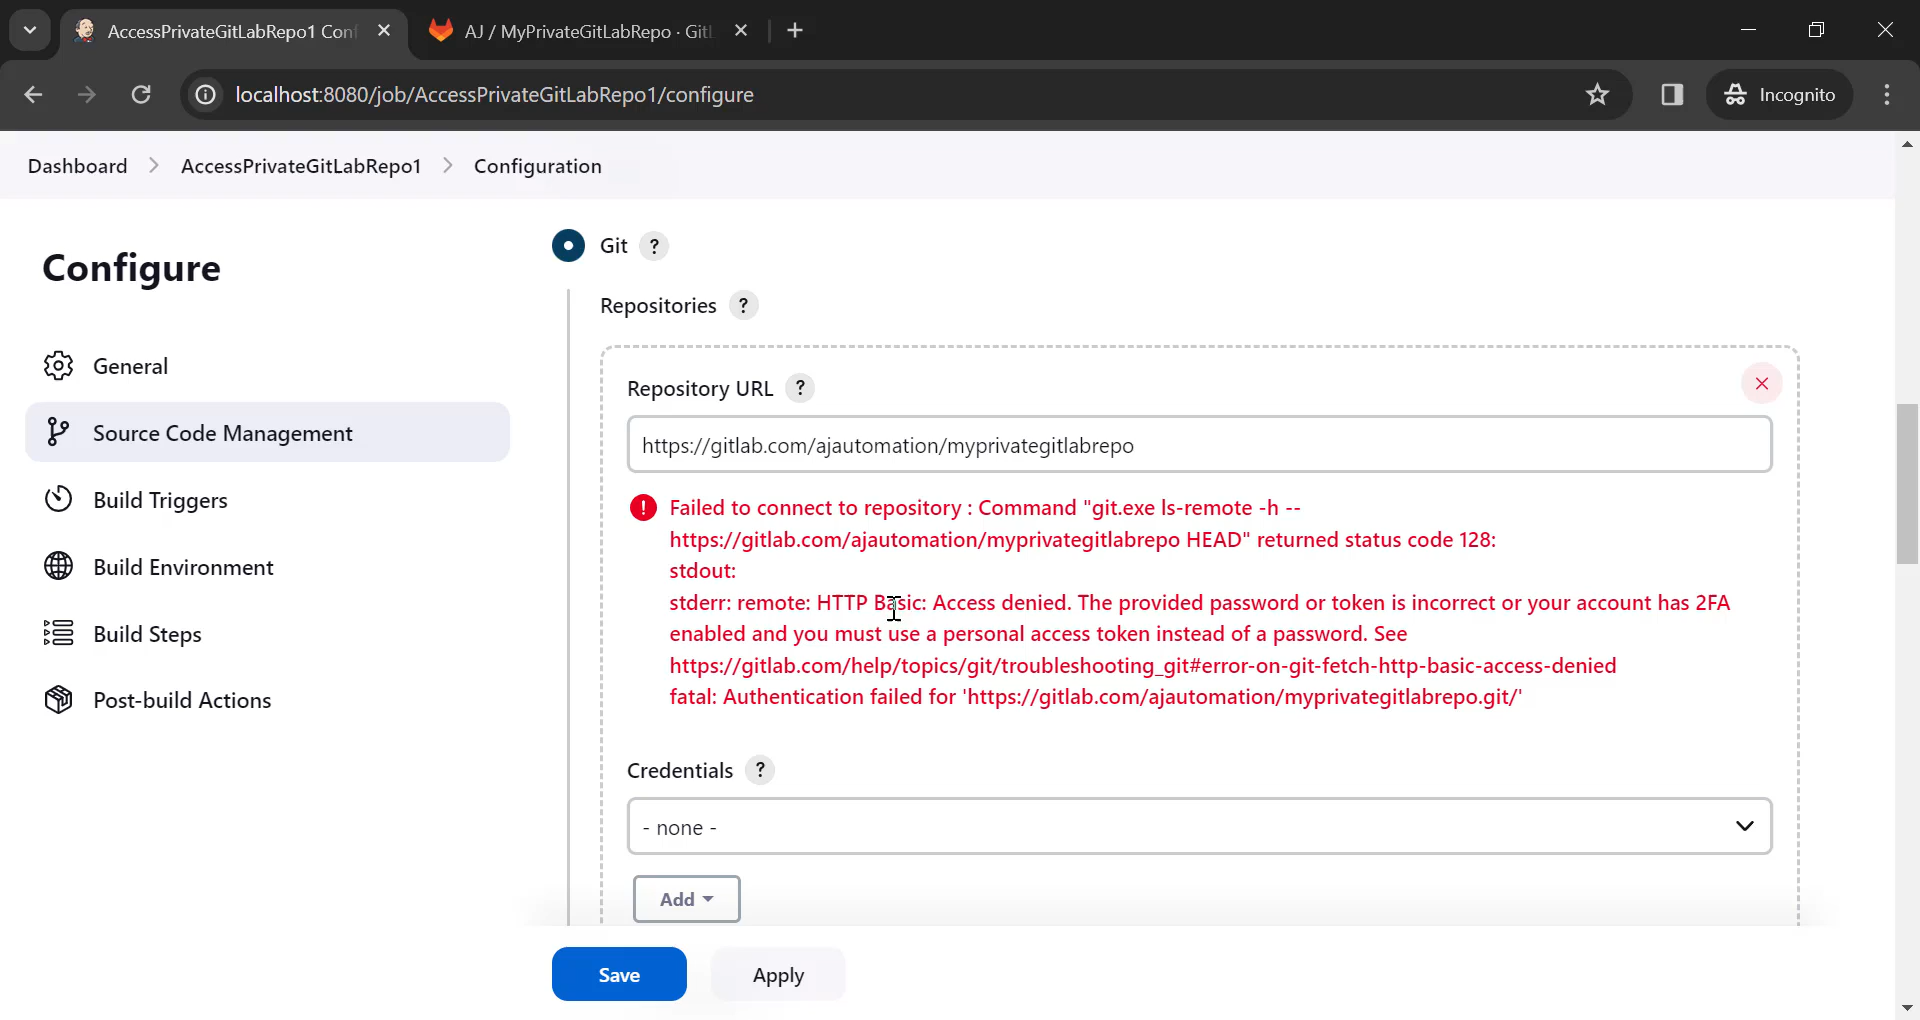 AccessPrivateGitLabRepo1 Conf
AJ / MyPrivateGitLabRepo · Gitl
localhost:8080/job/AccessPrivateGitLabRepo1/configure
Incognito
Dashboard > AccessPrivateGitLabRepo1 > Configuration
Configure
General
Source Code Management
Build Triggers
Build Environment
Build Steps
Post-build Actions
Git ?
Repositories ?
Repository URL ?
https://gitlab.com/ajautomation/myprivategitlabrepo
Failed to connect to repository : Command "git.exe ls-remote -h --
https://gitlab.com/ajautomation/myprivategitlabrepo HEAD" returned status code 128:
stdout:
stderr: remote: HTTP Basic: Access denied. The provided password or token is incorrect or your account has 2FA
enabled and you must use a personal access token instead of a password. See
https://gitlab.com/help/topics/git/troubleshooting_git#error-on-git-fetch-http-basic-access-denied
fatal: Authentication failed for 'https://gitlab.com/ajautomation/myprivategitlabrepo.git/'
Credentials ?
- none -
Add
Save
Apply